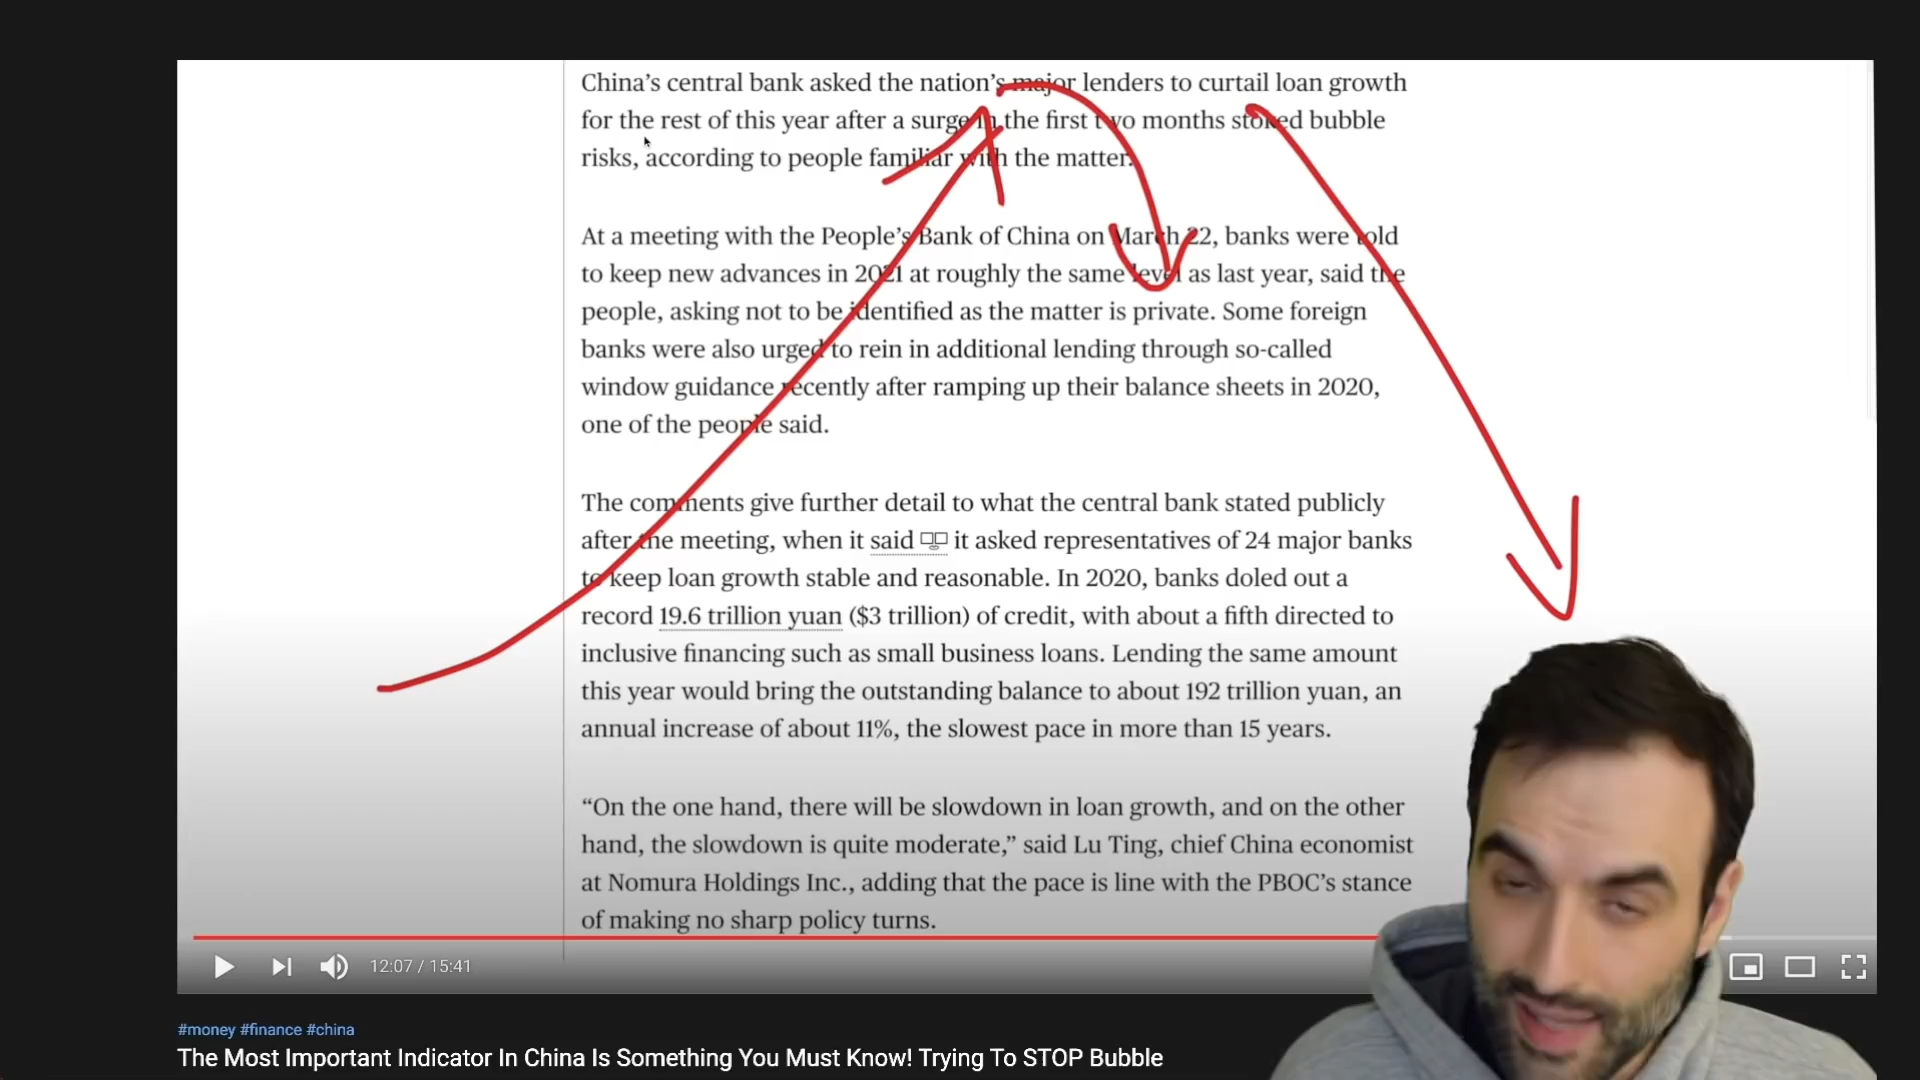 China's central bank asked the nation's major lenders to curtail loan growth
for the rest of this year after a surge in the first two months stoked bubble
risks, according to people familiar with the matter.
At a meeting with the People's Bank of China on March 22, banks were told
to keep new advances in 2021 at roughly the same level as last year, said the
people, asking not to be identified as the matter is private. Some foreign
banks were also urged to rein in additional lending through so-called
window guidance recently after ramping up their balance sheets in 2020,
one of the people said.
The comments give further detail to what the central bank stated publicly
after the meeting, when it said it asked representatives of 24 major banks
to keep loan growth stable and reasonable. In 2020, banks doled out a
record 19.6 trillion yuan ($3 trillion) of credit, with about a fifth directed to
inclusive financing such as small business loans. Lending the same amount
this year would bring the outstanding balance to about 192 trillion yuan, an
annual increase of about 11%, the slowest pace in more than 15 years.
“On the one hand, there will be slowdown in loan growth, and on the other
hand, the slowdown is quite moderate,” said Lu Ting, chief China economist
at Nomura Holdings Inc., adding that the pace is line with the PBOC's stance
of making no sharp policy turns.
12:07 / 15:41
#money #finance #china
The Most Important Indicator In China Is Something You Must Know! Trying To STOP Bubble